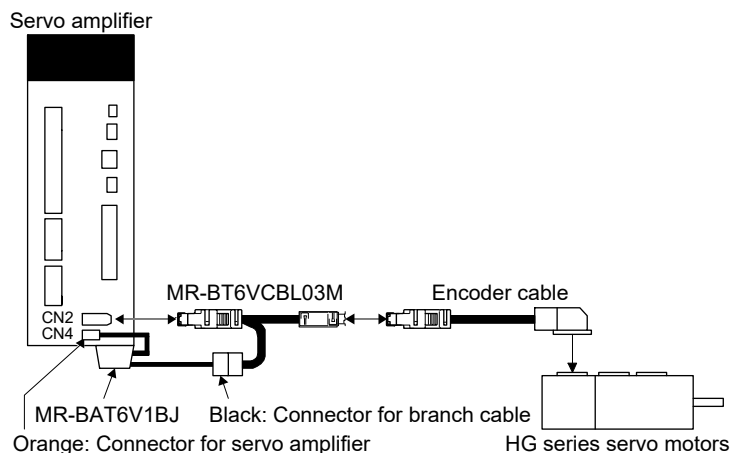 Servo amplifier
MR-BT6VCBL03M
Encoder cable
CN2
CN4
MR-BAT6V1BJ
Black: Connector for branch cable
Orange: Connector for servo amplifier
HG series servo motors